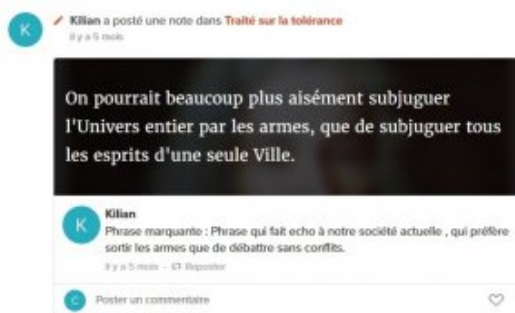 K
Kilian a posté une note dans Traité sur la tolérance
il y a 5 mois
On pourrait beaucoup plus aisément subjuguer
l'Univers entier par les armes, que de subjuguer tous
les esprits d'une seule Ville.
K
Kilian
Phrase marquante : Phrase qui fait echo à notre société actuelle , qui préfère
sortir les armes que de débattre sans conflits.
Il y a 5 mois - Reposter
C
Poster un commentaire